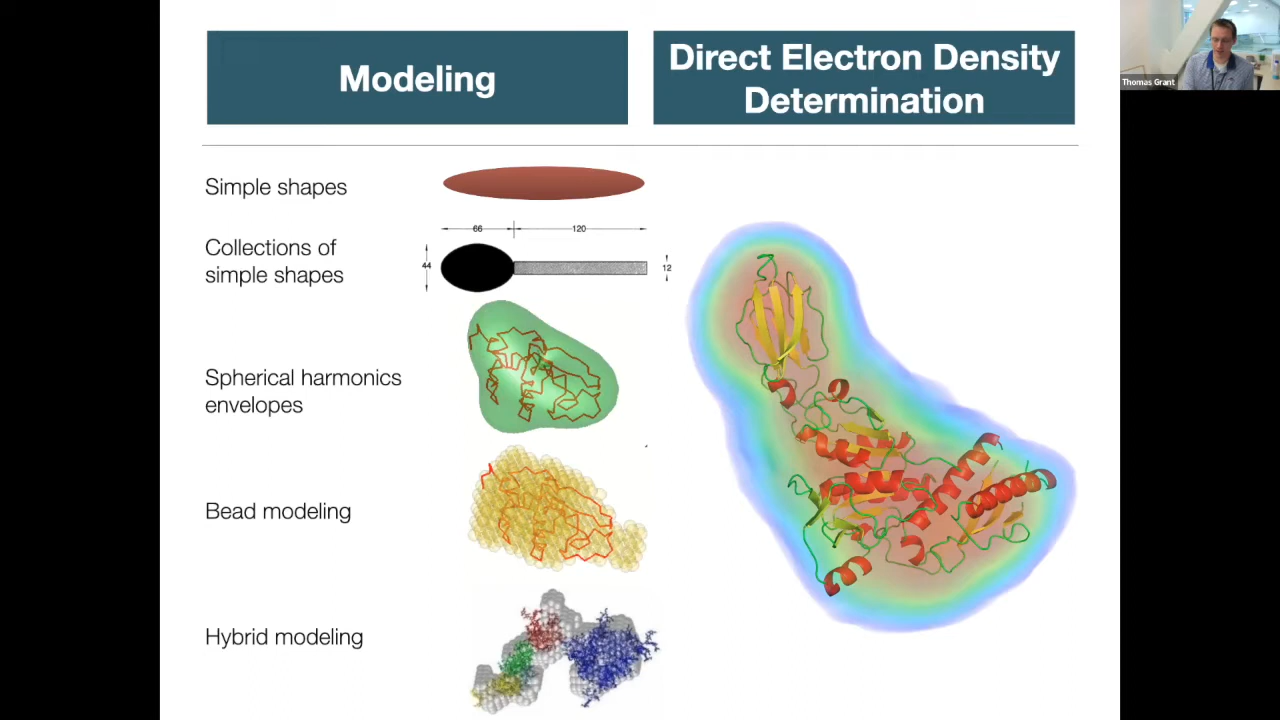 Modeling
Direct Electron Density
Determination
Thomas Grant
Simple shapes
Collections of
simple shapes
66
120
44
12
Spherical harmonics
envelopes
Bead modeling
Hybrid modeling